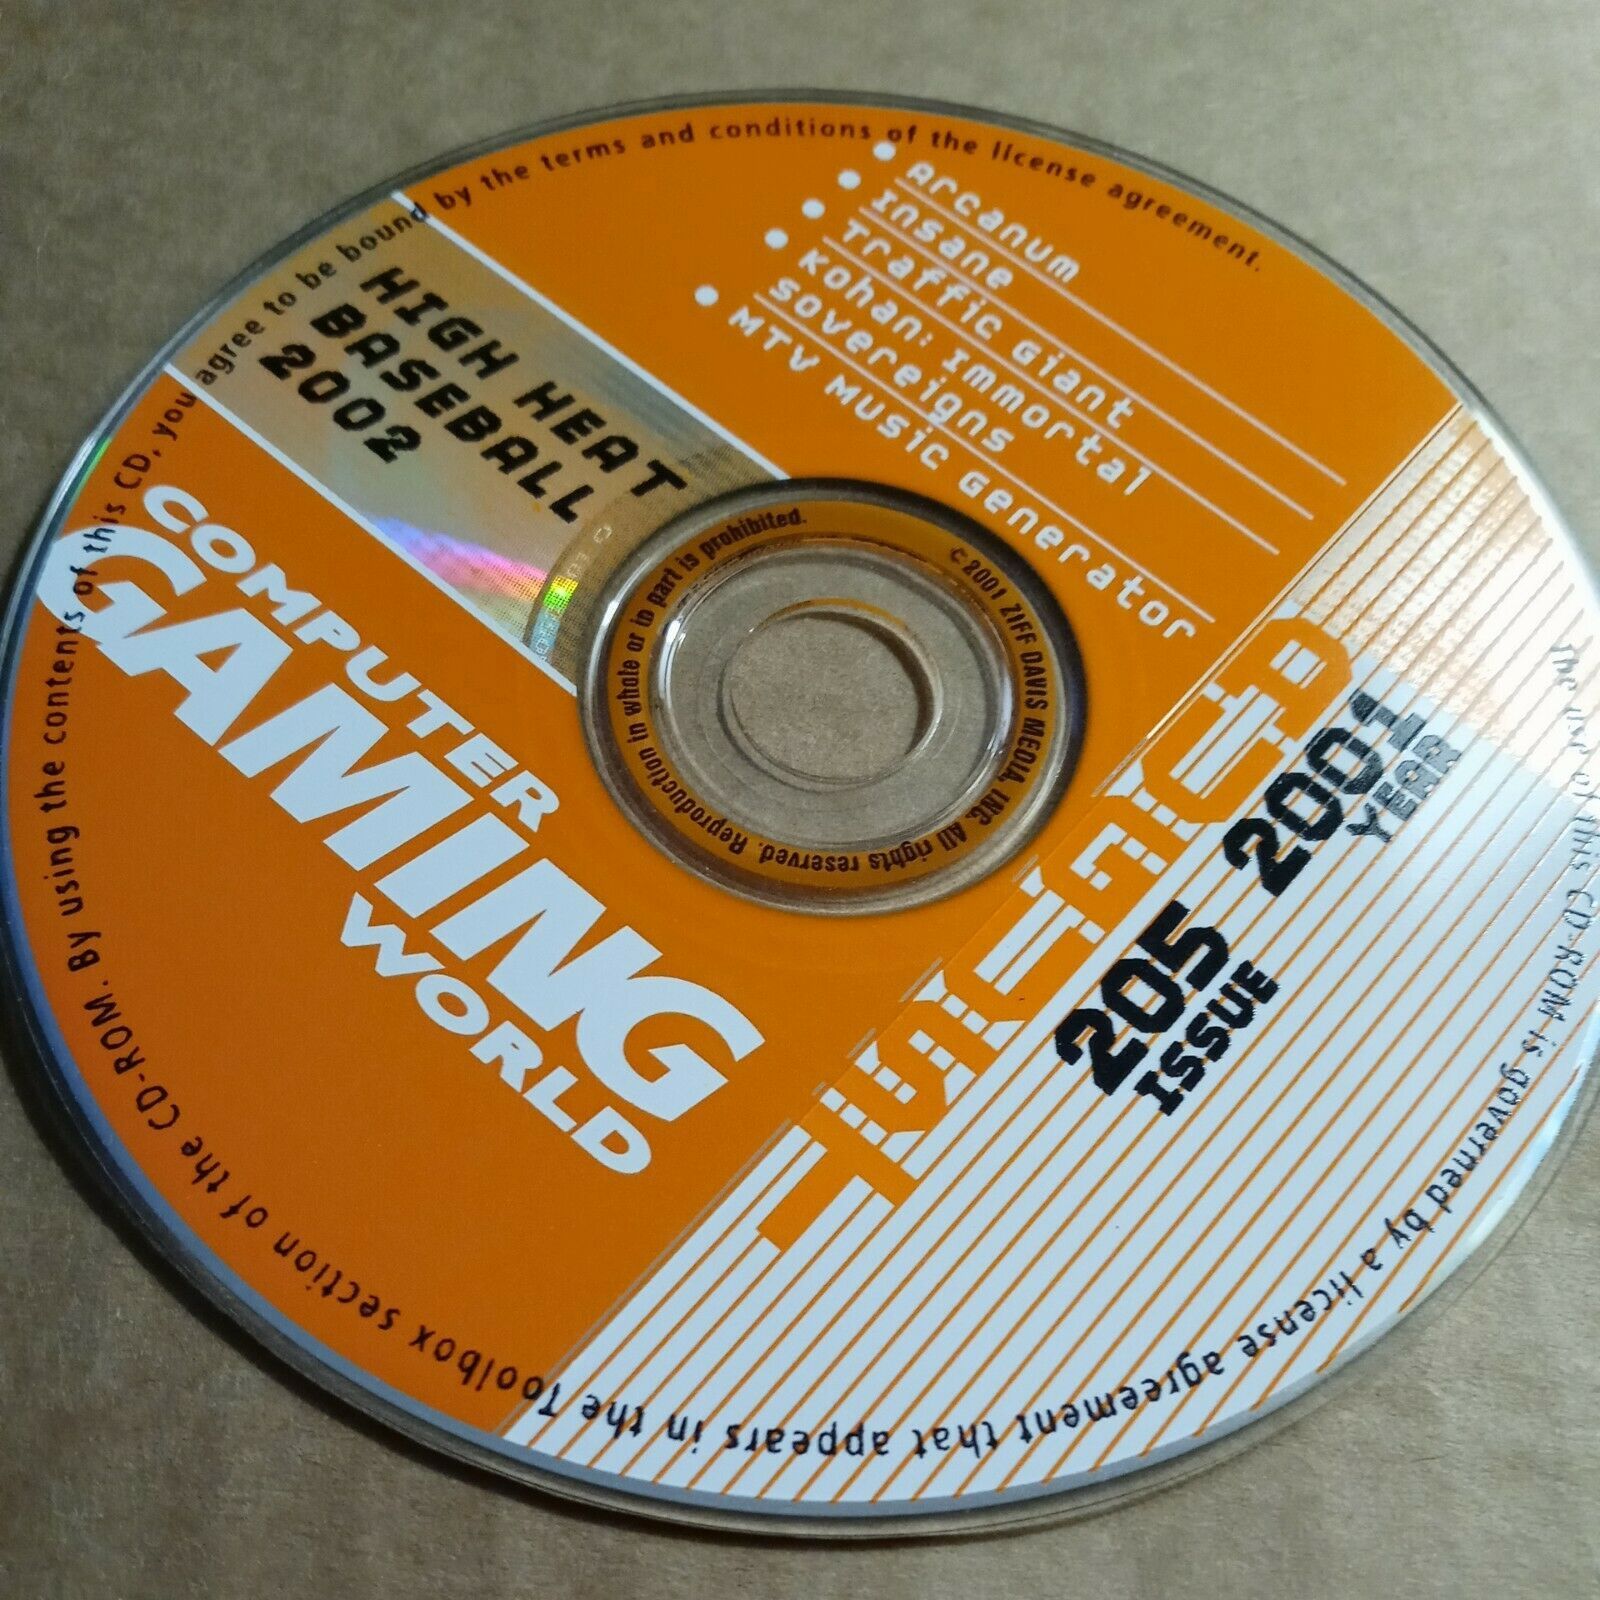 COMPUTER
GAMING
WORLD
HIGH HEAT
BASEBALL
2002
Arcanum
Insane
Traffic Giant
Kohan: Immortal
Sovereigns
MTV Music Generator
205
ISSUE
2001
YEAR
The use of this CD-ROM is governed by a license agreement that appears in the Toolbox section of the CD-ROM. By using the contents of this CD, you agree to be bound by the terms and conditions of the license agreement.
c 2001 ZIFF DAVIS MEDIA, INC. All rights reserved. Reproduction in whole or in part is prohibited.